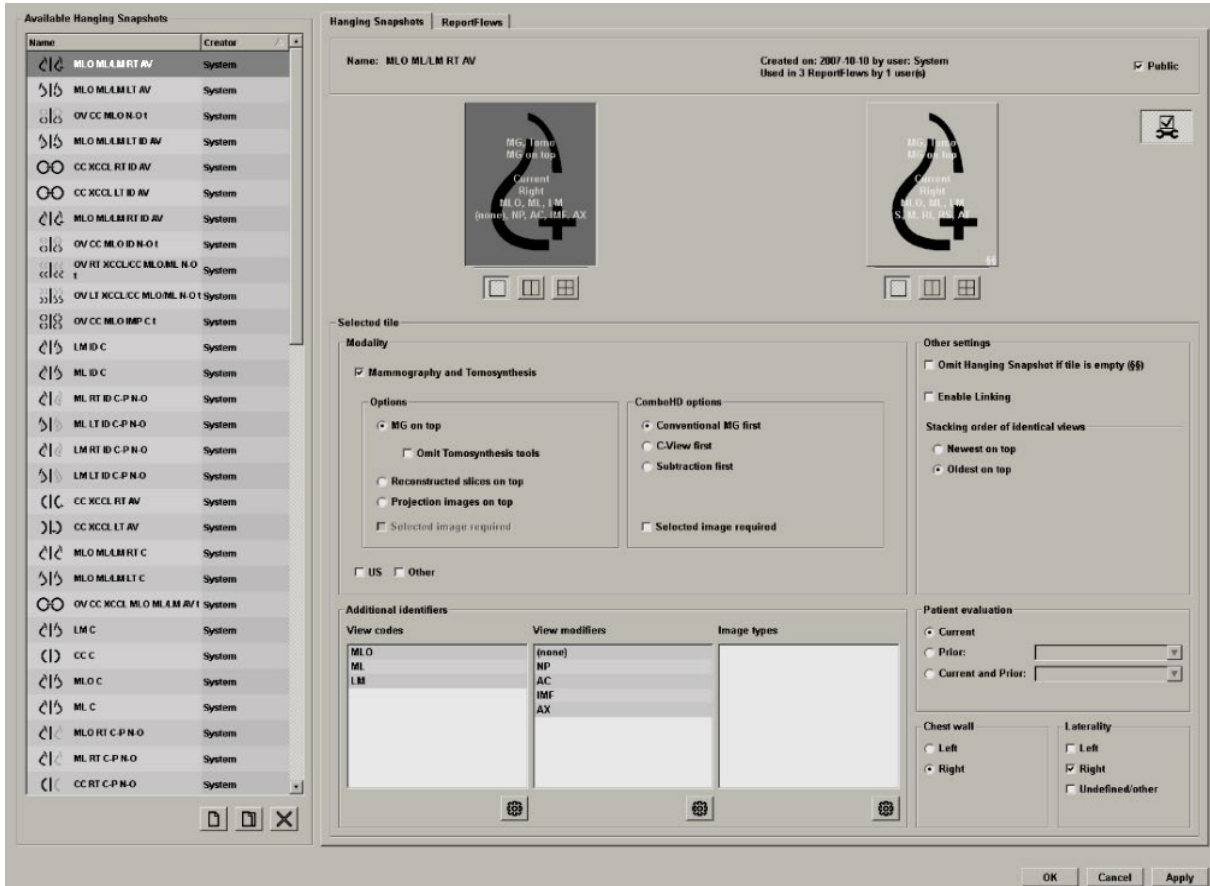 Available Hanging Snapshots
Name Creator
MLO ML/LM RT AV System
MLO ML/LM LT AV System
OV CC MLO N-O t System
MLO ML/LM LT ID AV System
CC XCCL RT ID AV System
CC XCCL LT ID AV System
MLO ML/LM RT ID AV System
OV CC MLO ID N-O t System
OV RT XCCL/CC MLO/ML N-O t System
OV LT XCCL/CC MLO/ML N-O t System
OV CC MLO IMP C t System
LM ID C System
ML ID C System
ML RT ID C-P N-O System
ML LT ID C-P N-O System
LM RT ID C-P N-O System
LM LT ID C-P N-O System
CC XCCL RT AV System
CC XCCL LT AV System
MLO ML/LM RT C System
MLO ML/LM LT C System
OV CC XCCL MLO ML/LM AV t System
LM C System
CC C System
MLO C System
ML C System
MLO RT C-P N-O System
ML RT C-P N-O System
CC RT C-P N-O System
Hanging Snapshots ReportFlows
Name: MLO ML/LM RT AV
Created on: 2007-10-10 by user: System
Used in 3 ReportFlows by 1 user(s)
Public
MG, Tomo
MG on top
Current
Right
MLO, ML, LM
(none), NP, AC, IMF, AX
MG, Tomo
MG on top
Current
Right
MLO, ML, LM
S, M, RI, RS, AT
§§
Selected tile
Modality
Mammography and Tomosynthesis
Options
MG on top
Omit Tomosynthesis tools
Reconstructed slices on top
Projection images on top
Selected image required
ComboHD options
Conventional MG first
C-View first
Subtraction first
Selected image required
US Other
Other settings
Omit Hanging Snapshot if tile is empty (§§)
Enable Linking
Stacking order of identical views
Newest on top
Oldest on top
Additional identifiers
View codes
MLO
ML
LM
View modifiers
(none)
NP
AC
IMF
AX
Image types
Patient evaluation
Current
Prior:
Current and Prior:
Chest wall
Left
Right
Laterality
Left
Right
Undefined/other
OK Cancel Apply